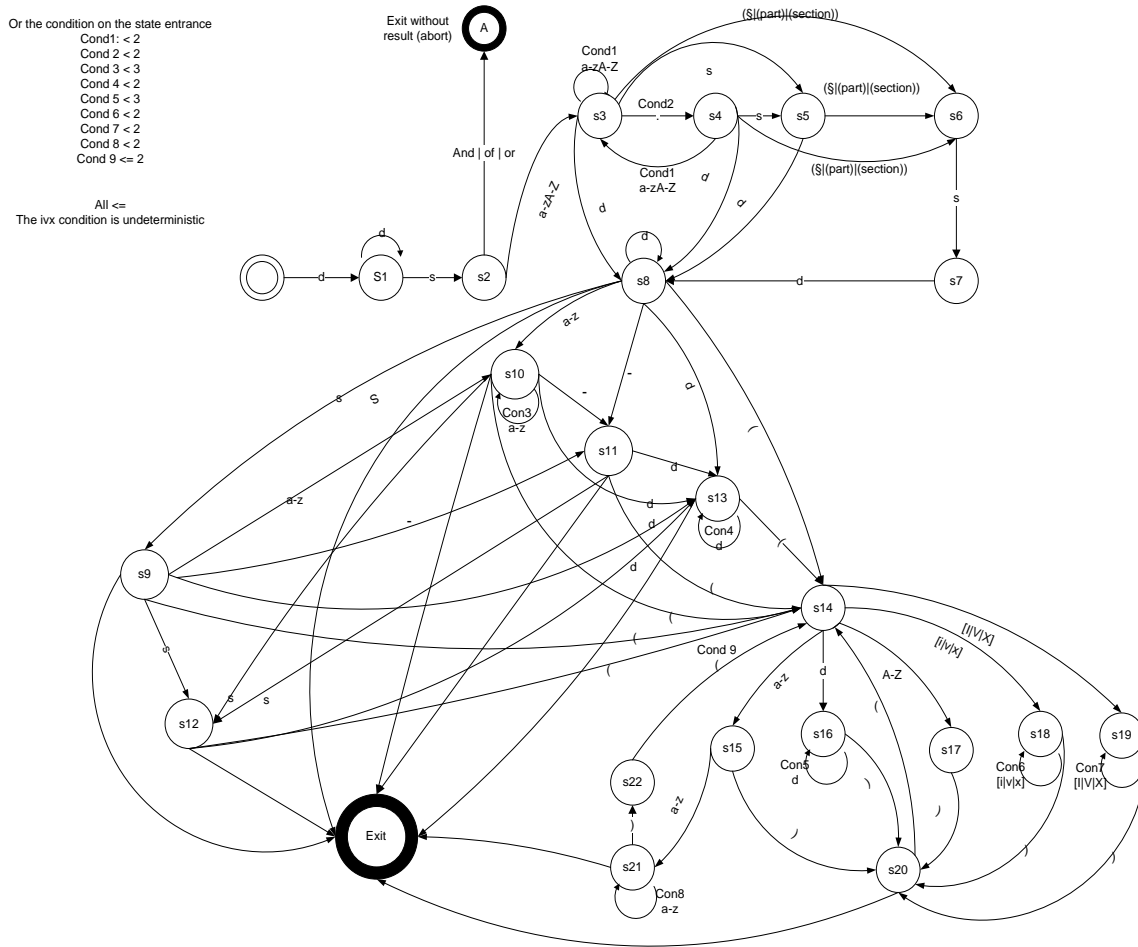 Or the condition on the state entrance
Cond1: < 2
Cond 2 < 2
Cond 3 < 3
Cond 4 < 2
Cond 5 < 3
Cond 6 < 2
Cond 7 < 2
Cond 8 < 2
Cond 9 <= 2
All <=
The ivx condition is undeterministic
Exit without
result (abort)
A
And | of | or
(§|(part)|(section))
Cond1
a-zA-Z
s
s3
Cond2
.
s4
s
s5
(§|(part)|(section))
s6
Cond1
a-zA-Z
(§|(part)|(section))
a-zA-Z
d
d
d
s
d
S1
d
s
s2
d
s8
d
s7
a-z
-
d
(
s10
Con3
a-z
-
s
S
s11
d
s13
Con4
d
(
a-z
-
d
d
d
s9
(
(
(
(
s14
s
s
s
s12
Cond 9
(
a-z
d
A-Z
(
[i|v|x]
[I|V|X]
s15
s16
Con5
d
s17
s18
Con6
[i|v|x]
s19
Con7
[I|V|X]
s22
)
a-z
)
)
)
)
)
Exit
s21
Con8
a-z
s20